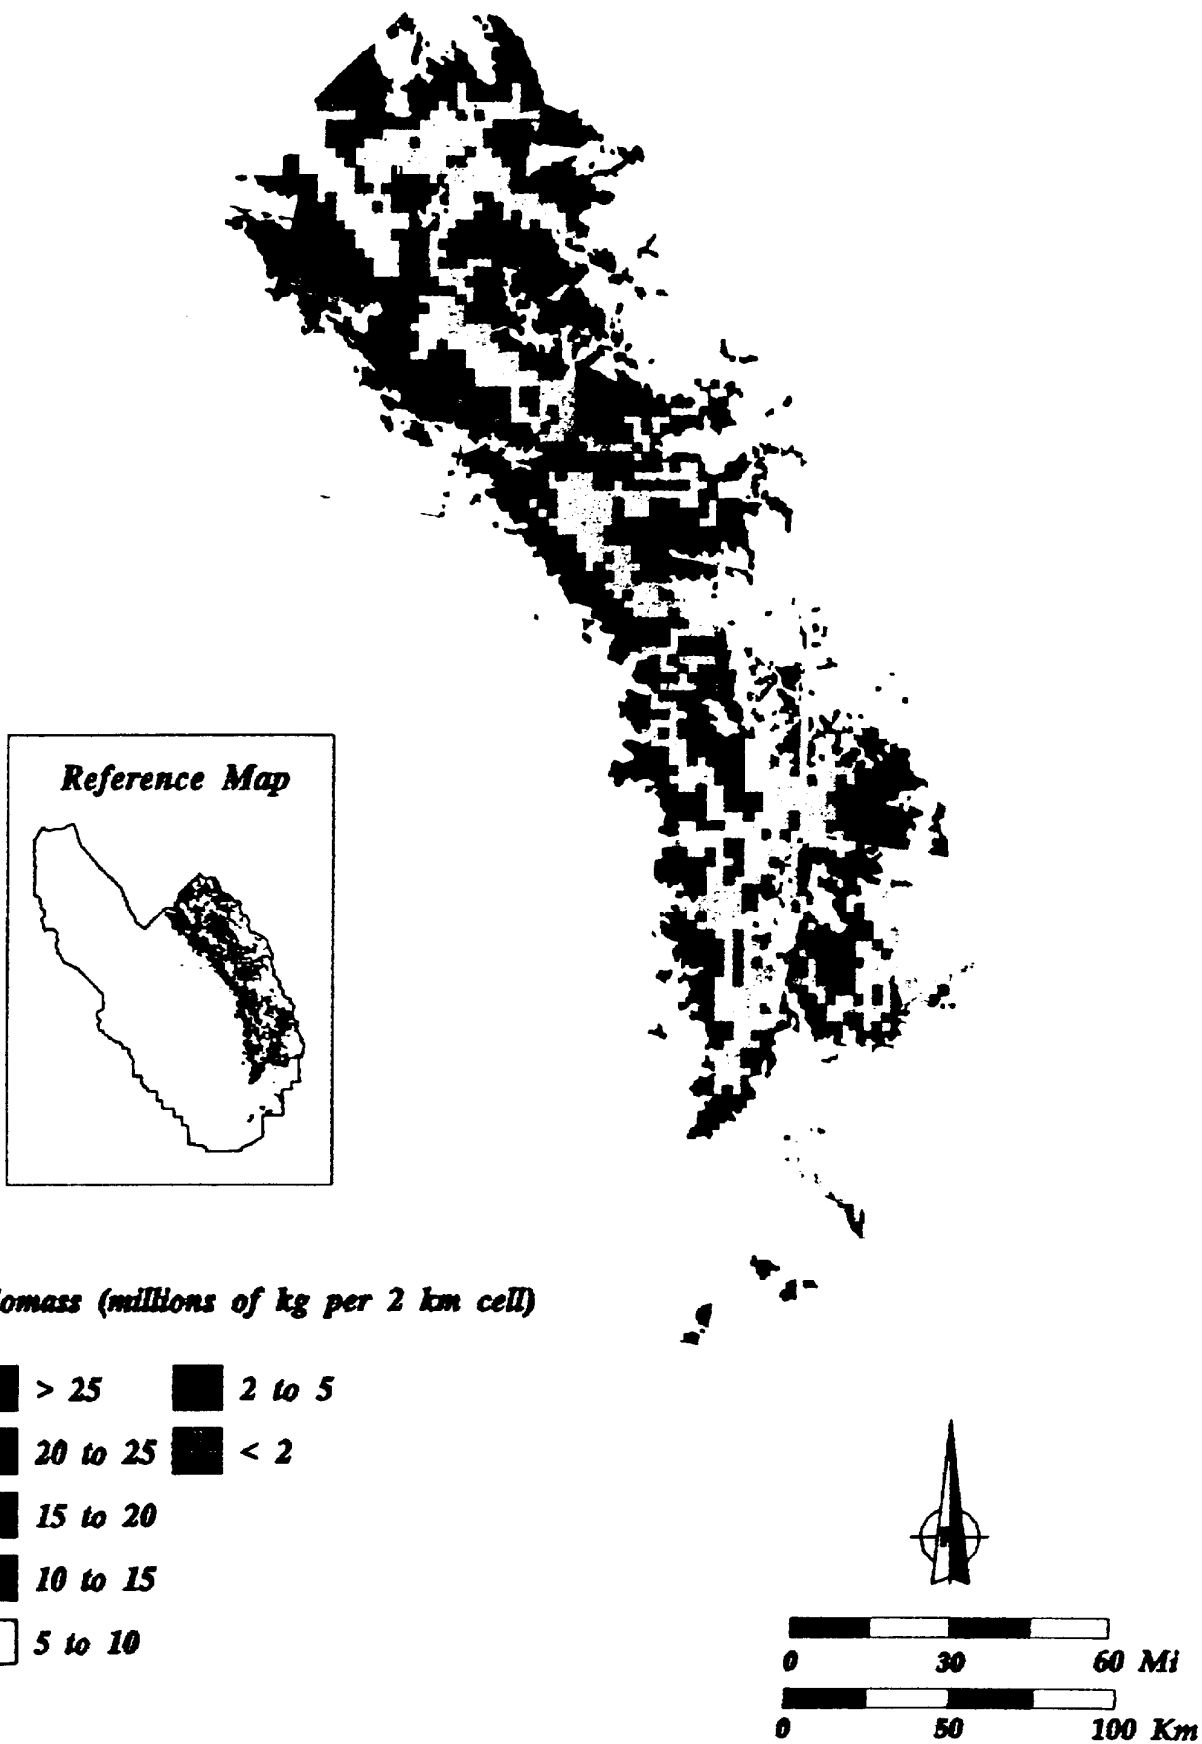 Reference Map
omass (millions of kg per 2 km cell)
> 25
2 to 5
20 to 25
< 2
15 to 20
10 to 15
5 to 10
0 30 60 Mi
0 50 100 Km